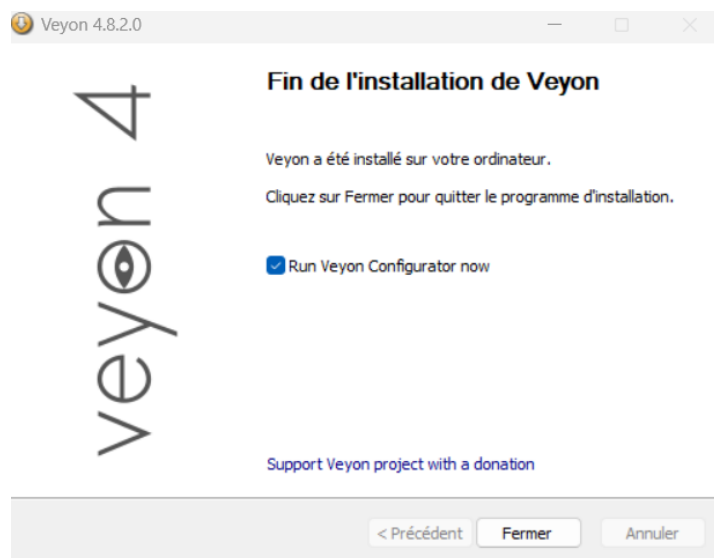 Veyon 4.8.2.0
veyon 4
Fin de l'installation de Veyon
Veyon a été installé sur votre ordinateur.
Cliquez sur Fermer pour quitter le programme d'installation.
Run Veyon Configurator now
Support Veyon project with a donation
< Précédent Fermer Annuler